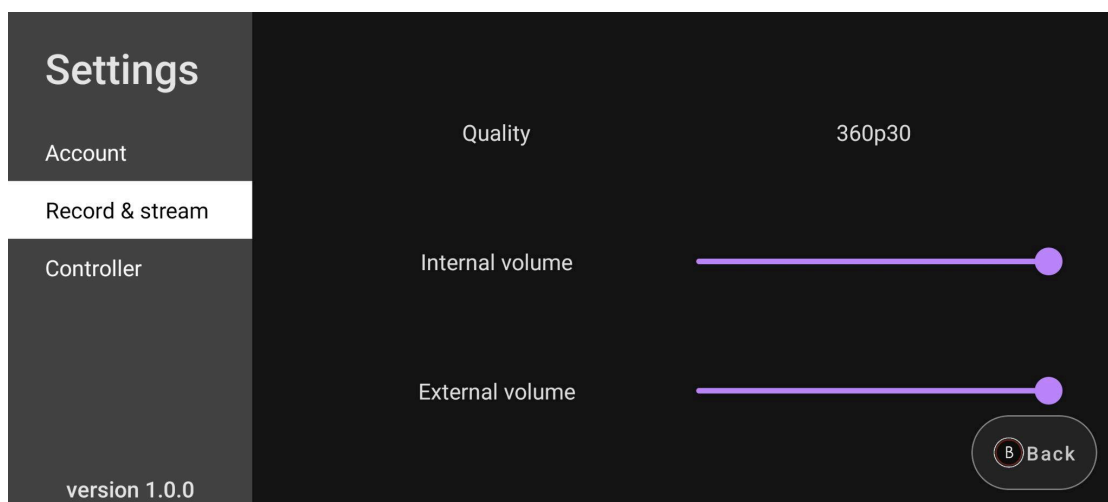 Settings
Account
Record & stream
Controller
version 1.0.0
Quality 360p30
Internal volume
External volume
B Back